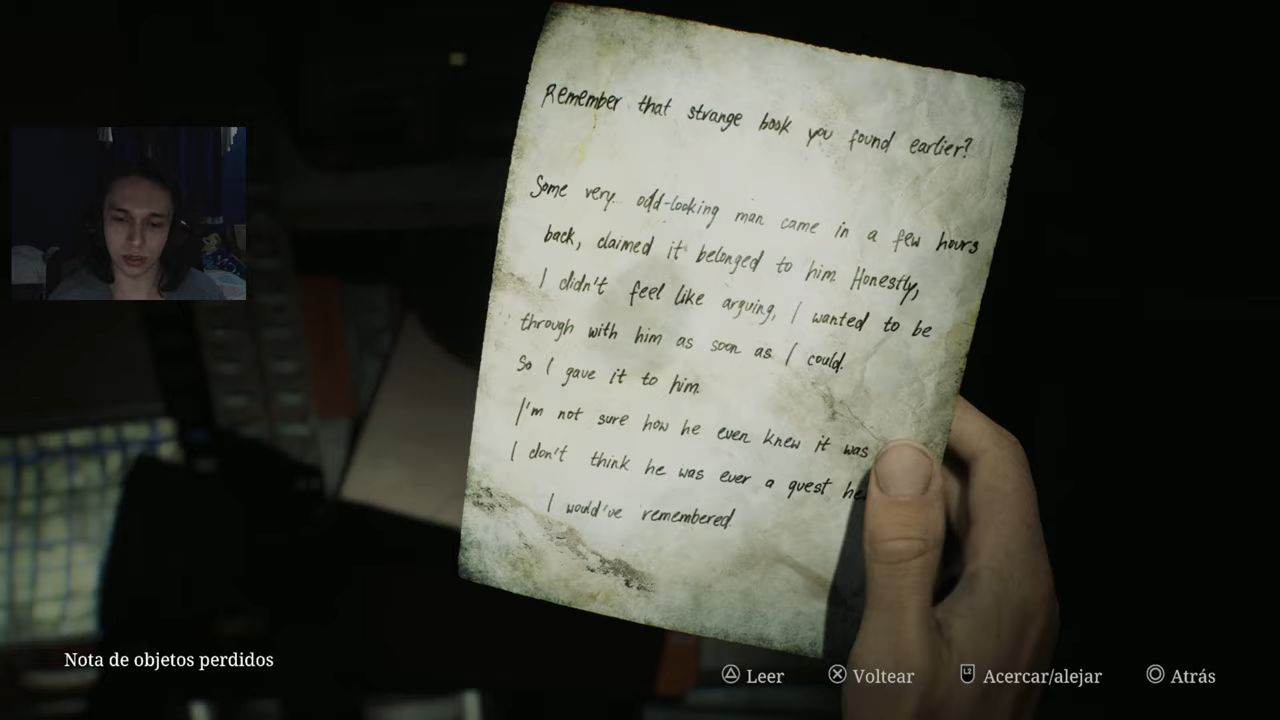 Remember that strange book you found earlier?
Some very odd-looking man came in a few hours
back, claimed it belonged to him. Honestly,
I didn't feel like arguing, I wanted to be
through with him as soon as I could.
So I gave it to him.
I'm not sure how he even knew it was
I don't think he was ever a guest
I would've remembered.
Nota de objetos perdidos
Leer
Voltear
L2
Acercar/alejar
Atrás